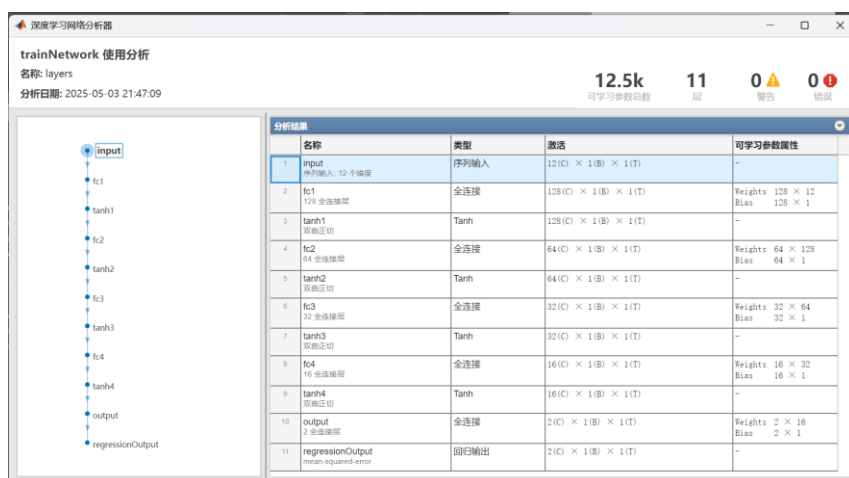 深度学习网络分析器
trainNetwork 使用分析
名称: layers
分析日期: 2025-05-03 21:47:09
12.5k
可学习参数总数
11
层
0
警告
0
错误
input
fc1
tanh1
fc2
tanh2
fc3
tanh3
fc4
tanh4
output
regressionOutput
分析结果
名称 类型 激活 可学习参数属性
1 input 序列输入 12(C) × 1(B) × 1(T) -
序列输入: 12 个维度
2 fc1 全连接 128(C) × 1(B) × 1(T) Weights 128 × 12
128 全连接层 Bias 128 × 1
3 tanh1 Tanh 128(C) × 1(B) × 1(T) -
双曲正切
4 fc2 全连接 64(C) × 1(B) × 1(T) Weights 64 × 128
64 全连接层 Bias 64 × 1
5 tanh2 Tanh 64(C) × 1(B) × 1(T) -
双曲正切
6 fc3 全连接 32(C) × 1(B) × 1(T) Weights 32 × 64
32 全连接层 Bias 32 × 1
7 tanh3 Tanh 32(C) × 1(B) × 1(T) -
双曲正切
8 fc4 全连接 16(C) × 1(B) × 1(T) Weights 16 × 32
16 全连接层 Bias 16 × 1
9 tanh4 Tanh 16(C) × 1(B) × 1(T) -
双曲正切
10 output 全连接 2(C) × 1(B) × 1(T) Weights 2 × 16
2 全连接层 Bias 2 × 1
11 regressionOutput 回归输出 2(C) × 1(B) × 1(T) -
mean-squared-error